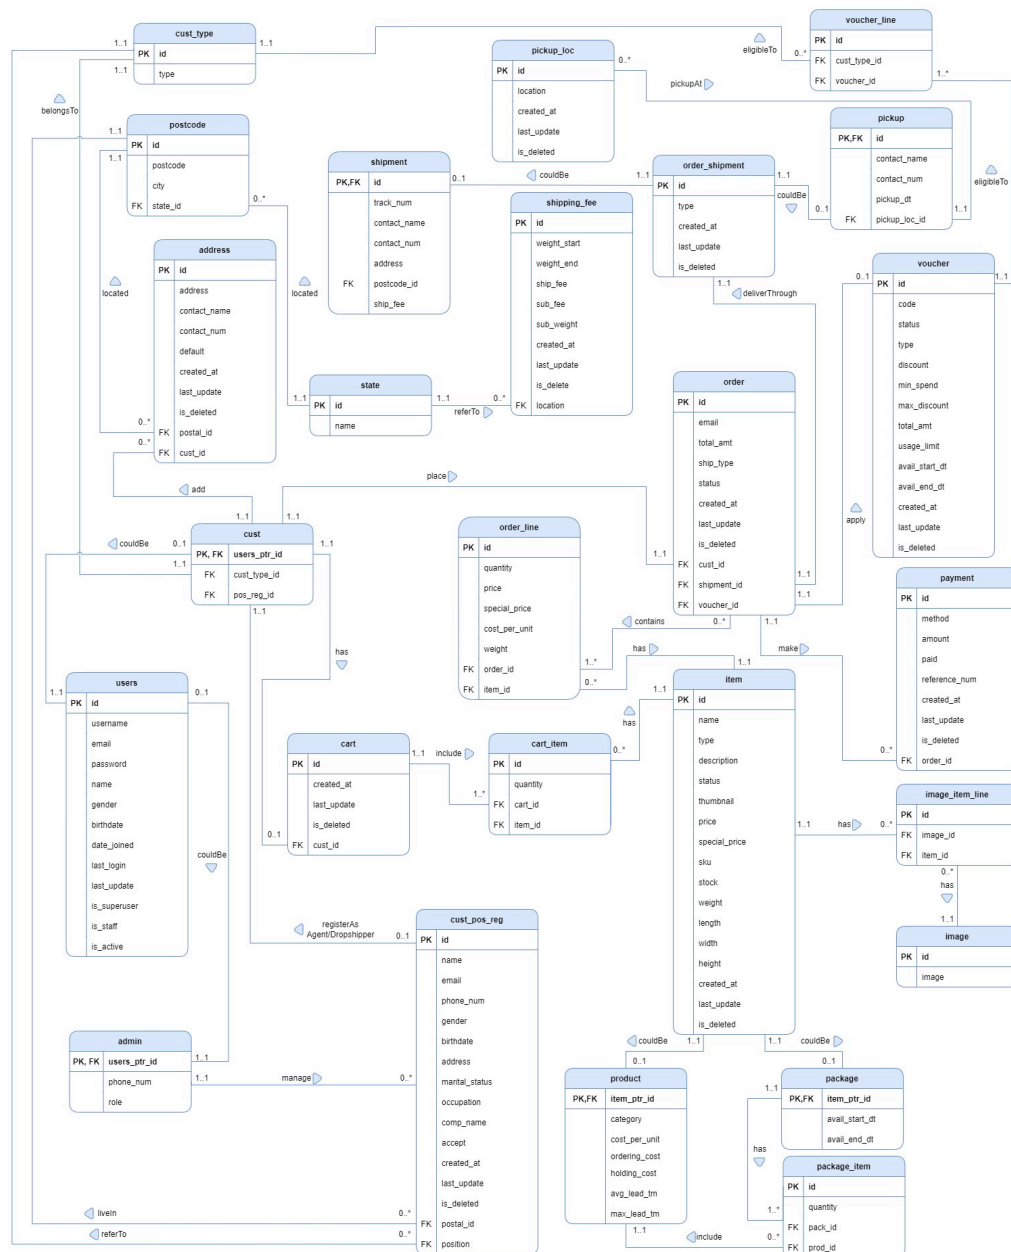 cust_type
PK id
type
voucher_line
PK id
FK cust_type_id
FK voucher_id
pickup_loc
PK id
location
created_at
last_update
is_deleted
postcode
PK id
postcode
city
FK state_id
pickup
PK,FK id
contact_name
contact_num
pickup_dt
FK pickup_loc_id
shipment
PK,FK id
track_num
contact_name
contact_num
address
FK postcode_id
ship_fee
order_shipment
PK id
type
created_at
last_update
is_deleted
shipping_fee
PK id
weight_start
weight_end
ship_fee
sub_fee
sub_weight
created_at
last_update
is_delete
FK location
address
PK id
address
contact_name
contact_num
default
created_at
last_update
is_deleted
FK postal_id
FK cust_id
voucher
PK id
code
status
type
discount
min_spend
max_discount
total_amt
usage_limit
avail_start_dt
avail_end_dt
created_at
last_update
is_deleted
state
PK id
name
order
PK id
email
total_amt
ship_type
status
created_at
last_update
is_deleted
FK cust_id
FK shipment_id
FK voucher_id
cust
PK, FK users_ptr_id
FK cust_type_id
FK pos_reg_id
order_line
PK id
quantity
price
special_price
cost_per_unit
weight
FK order_id
FK item_id
payment
PK id
method
amount
paid
reference_num
created_at
last_update
is_deleted
FK order_id
users
PK id
username
email
password
name
gender
birthdate
date_joined
last_login
last_update
is_superuser
is_staff
is_active
item
PK id
name
type
description
status
thumbnail
price
special_price
sku
stock
weight
length
width
height
created_at
last_update
is_deleted
cart
PK id
created_at
last_update
is_deleted
FK cust_id
cart_item
PK id
quantity
FK cart_id
FK item_id
image_item_line
PK id
FK image_id
FK item_id
image
PK id
image
cust_pos_reg
PK id
name
email
phone_num
gender
birthdate
address
marital_status
occupation
comp_name
accept
created_at
last_update
is_deleted
FK postal_id
FK position
admin
PK, FK users_ptr_id
phone_num
role
product
PK,FK item_ptr_id
category
cost_per_unit
ordering_cost
holding_cost
avg_lead_tm
max_lead_tm
package
PK,FK item_ptr_id
avail_start_dt
avail_end_dt
package_item
PK id
quantity
FK pack_id
FK prod_id
1..1
1..1
1..1
eligibleTo
0..*
1..*
0..*
pickupAt
belongsTo
1..1
1..1
0..*
0..1
couldBe
1..1
1..1
couldBe
0..1
1..1
eligibleTo
located
located
1..1
deliverThrough
0..1
1..1
1..1
1..1
referTo
0..*
0..*
0..*
add
place
1..1
1..1
couldBe
0..1
1..1
1..1
1..1
1..1
1..1
1..1
apply
contains
0..*
1..1
make
has
1..*
0..*
has
1..1
1..1
0..1
1..1
has
0..*
1..1
include
1..*
0..*
1..1
has
0..*
0..*
has
1..1
couldBe
0..1
registerAs
Agent/Dropshipper
0..1
1..1
1..1
manage
0..*
couldBe
1..1
1..1
couldBe
0..1
0..1
1..1
has
1..*
liveIn
0..*
referTo
0..*
1..1
include
0..*